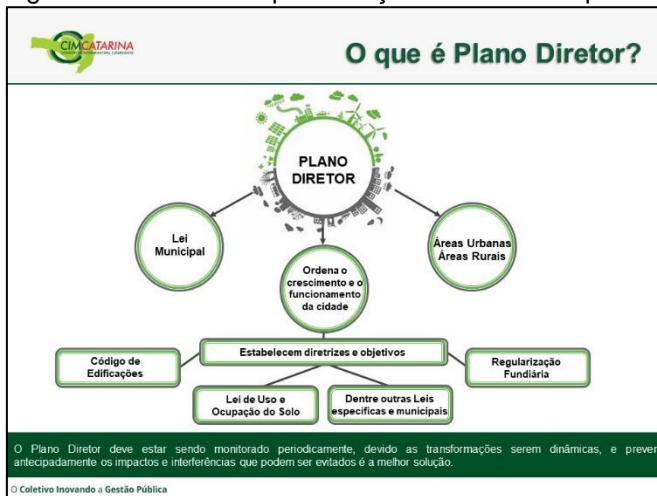 CIMCATARINA
O que é Plano Diretor?
PLANO
DIRETOR
Lei
Municipal
Áreas Urbanas
Áreas Rurais
Ordena o
crescimento e o
funcionamento
da cidade
Código de
Edificações
Estabelecem diretrizes e objetivos
Regularização
Fundiária
Lei de Uso e
Ocupação do Solo
Dentre outras Leis
específicas e municipais
O Plano Diretor deve estar sendo monitorado periodicamente, devido as transformações serem dinâmicas, e prever
antecipadamente os impactos e interferências que podem ser evitados é a melhor solução.
O Coletivo Inovando a Gestão Pública